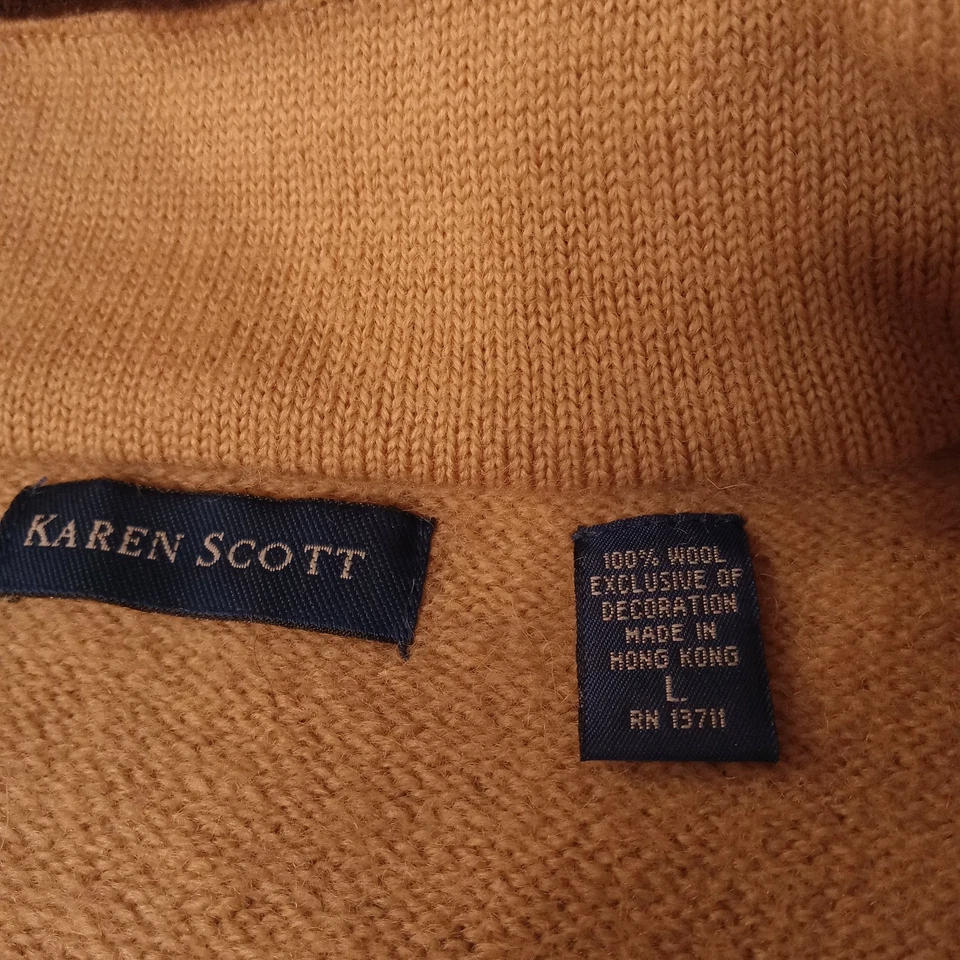 KAREN SCOTT
100% WOOL
EXCLUSIVE OF
DECORATION
MADE IN
HONG KONG
L
RN 13711